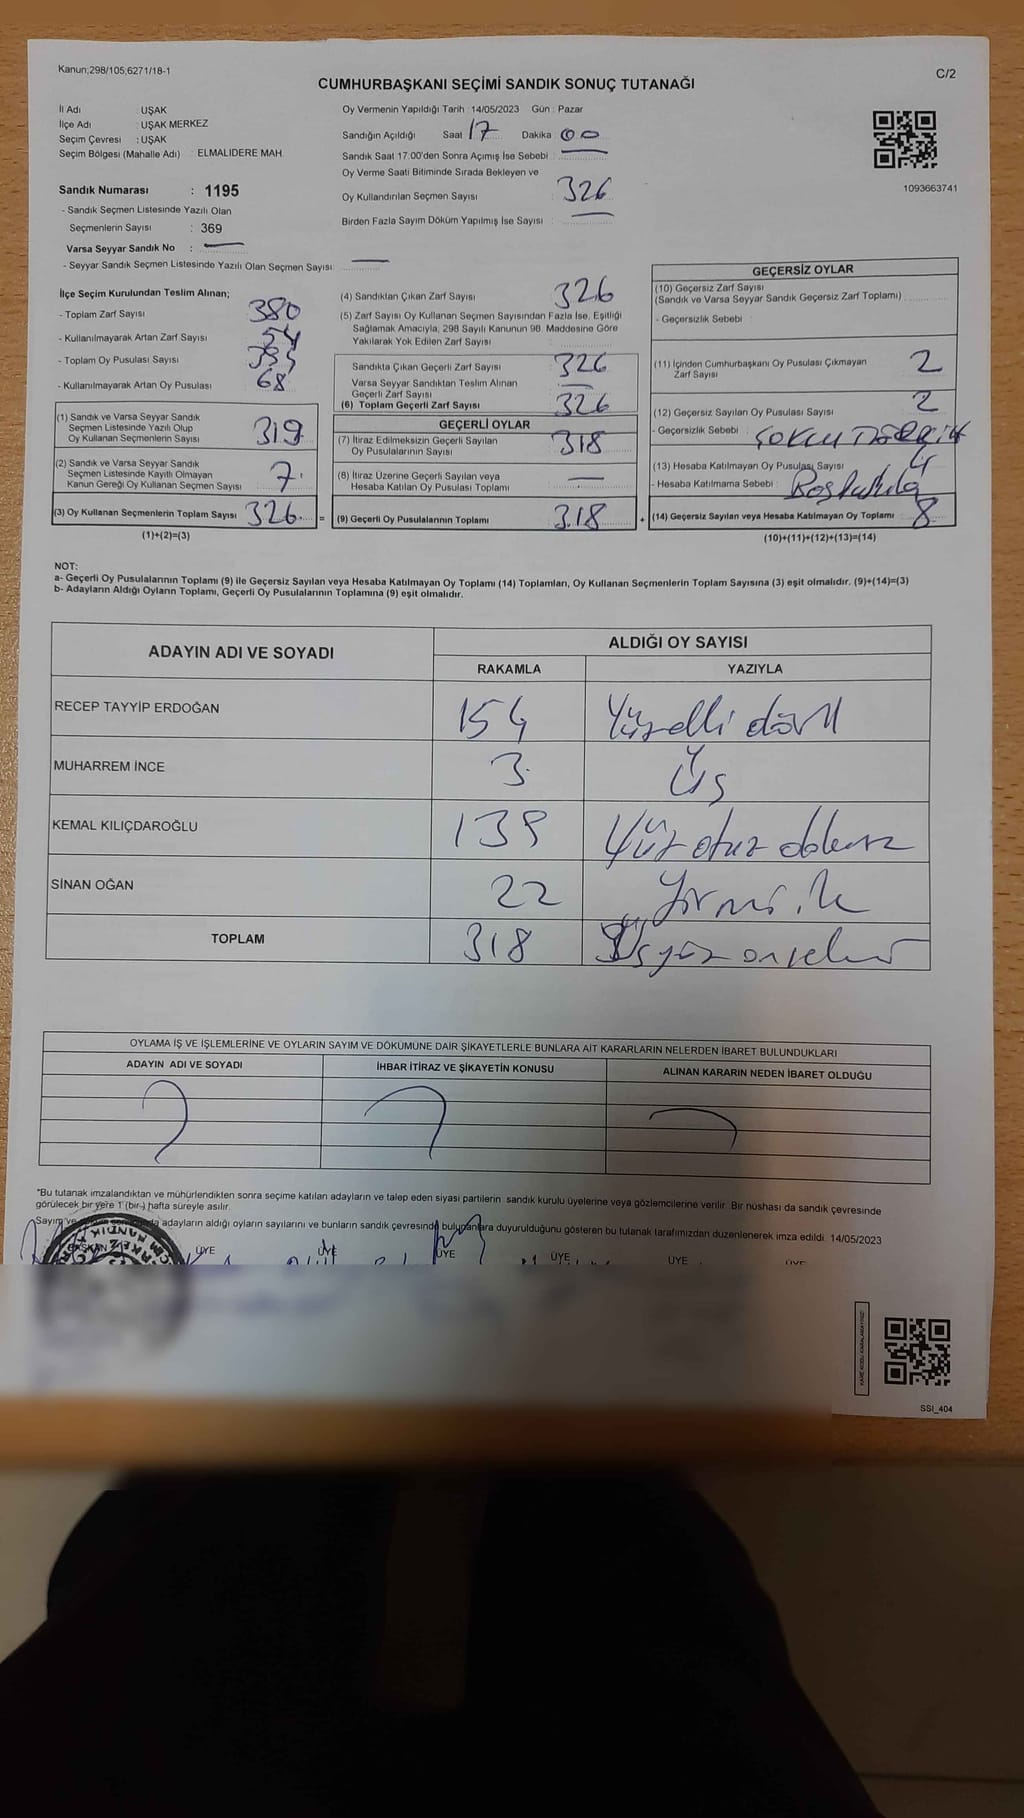 Kanun;298/105;6271/18-1
C/2
CUMHURBAŞKANI SEÇİMİ SANDIK SONUÇ TUTANAĞI
İl Adı UŞAK
İlçe Adı : UŞAK MERKEZ
Seçim Çevresi : UŞAK
Seçim Bölgesi (Mahalle Adı) : ELMALIDERE MAH.
Sandık Numarası : 1195
- Sandık Seçmen Listesinde Yazılı Olan
Seçmenlerin Sayısı : 369
Varsa Seyyar Sandık No :
- Seyyar Sandık Seçmen Listesinde Yazılı Olan Seçmen Sayısı
Oy Vermenin Yapıldığı Tarih : 14/05/2023 Gün : Pazar
Sandığın Açıldığı Saat 17 Dakika : 00
Sandık Saat 17:00'den Sonra Açımış İse Sebebi :
Oy Verme Saati Bitiminde Sırada Bekleyen ve
Oy Kullandırılan Seçmen Sayısı : 326
Birden Fazla Sayım Döküm Yapılmış İse Sayısı :
1093663741
İlçe Seçim Kurulundan Teslim Alınan;
- Toplam Zarf Sayısı 380
- Kullanılmayarak Artan Zarf Sayısı 54
- Toplam Oy Pusulası Sayısı
- Kullanılmayarak Artan Oy Pusulası 68
(1) Sandık ve Varsa Seyyar Sandık
Seçmen Listesinde Yazılı Olup
Oy Kullanan Seçmenlerin Sayısı 319
(2) Sandık ve Varsa Seyyar Sandık
Seçmen Listesinde Kayıtlı Olmayan
Kanun Gereği Oy Kullanan Seçmen Sayısı 7
(3) Oy Kullanan Seçmenlerin Toplam Sayısı 326 =
(1)+(2)=(3)
(4) Sandıktan Çıkan Zarf Sayısı 326
(5) Zarf Sayısı Oy Kullanan Seçmen Sayısından Fazla İse, Eşitliği
Sağlamak Amacıyla, 298 Sayılı Kanunun 98. Maddesine Göre
Yakılarak Yok Edilen Zarf Sayısı
Sandıkta Çıkan Geçerli Zarf Sayısı 326
Varsa Seyyar Sandıktan Teslim Alınan
Geçerli Zarf Sayısı
(6) Toplam Geçerli Zarf Sayısı 326
GEÇERLİ OYLAR
(7) İtiraz Edilmeksizin Geçerli Sayılan
Oy Pusulalarının Sayısı 318
(8) İtiraz Üzerine Geçerli Sayılan veya
Hesaba Katılan Oy Pusulası Toplamı
(9) Geçerli Oy Pusulalarının Toplamı 318 +
GEÇERSİZ OYLAR
(10) Geçersiz Zarf Sayısı
(Sandık ve Varsa Seyyar Sandık Geçersiz Zarf Toplamı)
- Geçersizlik Sebebi :
(11) İçinden Cumhurbaşkanı Oy Pusulası Çıkmayan
Zarf Sayısı 2
(12) Geçersiz Sayılan Oy Pusulası Sayısı 2
- Geçersizlik Sebebi :
(13) Hesaba Katılmayan Oy Pusulası Sayısı 4
- Hesaba Katılmama Sebebi :
(14) Geçersiz Sayılan veya Hesaba Katılmayan Oy Toplamı 8
(10)+(11)+(12)+(13)=(14)
NOT:
a- Geçerli Oy Pusulalarının Toplamı (9) ile Geçersiz Sayılan veya Hesaba Katılmayan Oy Toplamı (14) Toplamları, Oy Kullanan Seçmenlerin Toplam Sayısına (3) eşit olmalıdır. (9)+(14)=(3)
b- Adayların Aldığı Oyların Toplamı, Geçerli Oy Pusulalarının Toplamına (9) eşit olmalıdır.
ADAYIN ADI VE SOYADI ALDIĞI OY SAYISI
RAKAMLA YAZIYLA
RECEP TAYYİP ERDOĞAN 154 Yüzelli dört
MUHARREM İNCE 3 Üç
KEMAL KILIÇDAROĞLU 139 Yüz otuz dokuz
SİNAN OĞAN 22 Yirmi iki
TOPLAM 318 Üçyüz onsekiz
OYLAMA İŞ VE İŞLEMLERİNE VE OYLARIN SAYIM VE DÖKÜMÜNE DAİR ŞİKAYETLERLE BUNLARA AİT KARARLARIN NELERDEN İBARET BULUNDUKLARI
ADAYIN ADI VE SOYADI İHBAR İTİRAZ VE ŞİKAYETİN KONUSU ALINAN KARARIN NEDEN İBARET OLDUĞU
*Bu tutanak imzalandıktan ve mühürlendikten sonra seçime katılan adayların ve talep eden siyasi partilerin sandık kurulu üyelerine veya gözlemcilerine verilir. Bir nüshası da sandık çevresinde
görülecek bir yere 1 (bir) hafta süreyle asılır.
Sayım ve adayların aldığı oyların sayılarını ve bunların sandık çevresinde bulunanlara duyurulduğunu gösteren bu tutanak tarafımızdan düzenlenerek imza edildi. 14/05/2023
BAŞKAN ÜYE ÜYE ÜYE ÜYE ÜYE ÜYE
SSI_404